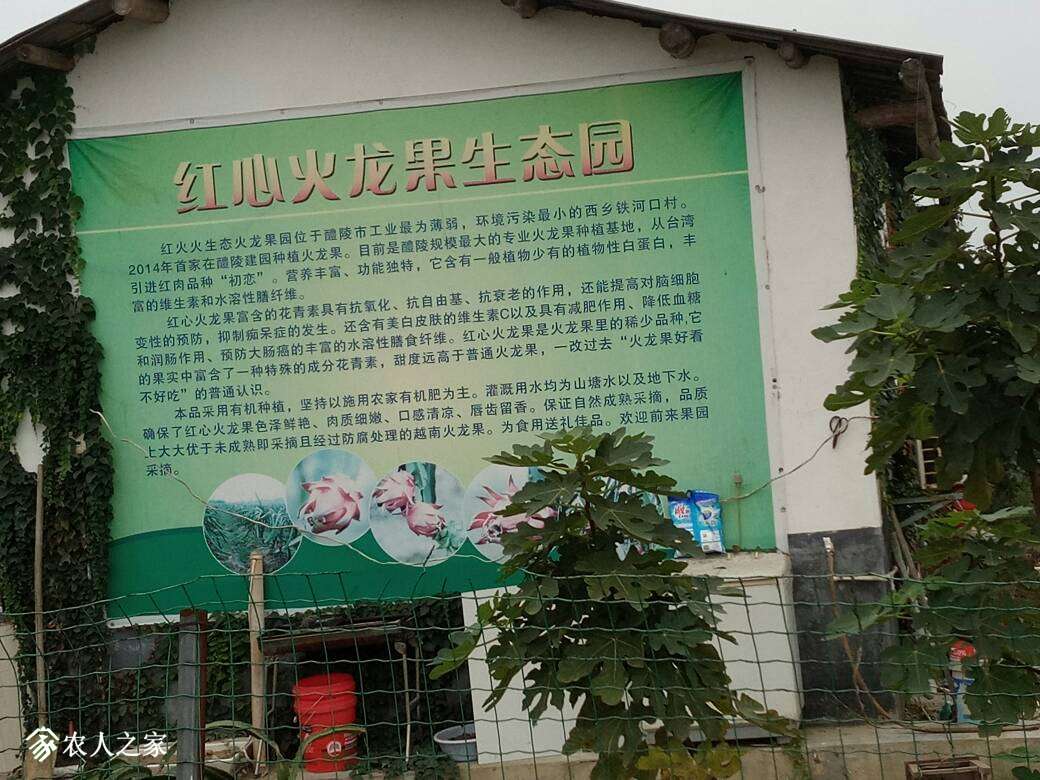 红心火龙果生态园
红火火生态火龙果园位于醴陵市工业最为薄弱，环境污染最小的西乡铁河口村。
2014年首家在醴陵建园种植火龙果。目前是醴陵规模最大的专业火龙果种植基地，从台湾
引进红肉品种“初恋”。营养丰富、功能独特，它含有一般植物少有的植物性白蛋白，丰
富的维生素和水溶性膳纤维。
红心火龙果富含的花青素具有抗氧化、抗自由基、抗衰老的作用，还能提高对脑细胞
变性的预防，抑制痴呆症的发生。还含有美白皮肤的维生素C以及具有减肥作用、降低血糖
和润肠作用、预防大肠癌的丰富的水溶性膳食纤维。红心火龙果是火龙果里的稀少品种,它
的果实中富含了一种特殊的成分花青素，甜度远高于普通火龙果，一改过去“火龙果好看
不好吃”的普通认识。
本品采用有机种植，坚持以施用农家有机肥为主。灌溉用水均为山塘水以及地下水。
确保了红心火龙果色泽鲜艳、肉质细嫩、口感清凉、唇齿留香。保证自然成熟采摘，品质
上大大优于未成熟即采摘且经过防腐处理的越南火龙果。为食用送礼佳品。欢迎前来果园
采摘。
农人之家